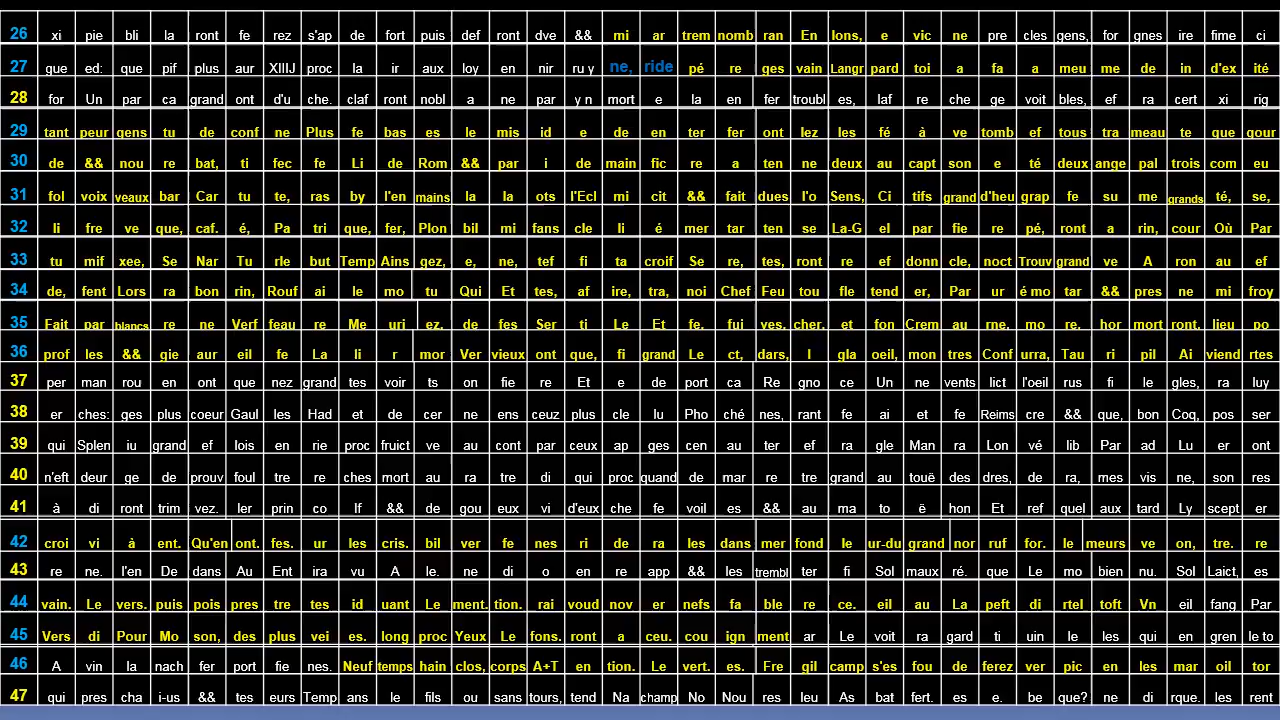 26 xi pie bli la ront fe rez s'ap de fort puis def ront dve && mi ar trem nomb ran En lons, e vic ne pre cles gens, for gnes ire fime ci
27 gue ed: que pif plus aur XIIIJ proc la ir aux loy en nir ru y ne, ride pé re ges vain Langr pard toi a fa a meu me de in d'ex ité
28 for Un par ca grand ont d'u che. claf ront nobl a ne par y n mort e la en fer troubl es, laf re che ge voit bles, ef ra cert xi rig
29 tant peur gens tu de conf ne Plus fe bas es le mis id e de en ter fer ont lez les fé à ve tomb ef tous tra meau te que gour
30 de && nou re bat, ti fec fe Li de Rom && par i de main fic re a ten ne deux au capt son e té deux ange pal trois com eu
31 fol voix veaux bar Car tu te, ras by l'en mains la la ots l'Ecl mi cit && fait dues l'o Sens, Ci tifs grand d'heu grap fe su me grands té, se,
32 li fre ve que, caf. é, Pa tri que, fer, Plon bil mi fans cle li é mer tar ten se La-G el par fle re pé, ront a rin, cour Où Par
33 tu mif xee, Se Nar Tu rle but Temp Ains gez, e, ne, tef fi ta croif Se re, tes, ront re ef donn cle, noct Trouv grand ve A ron au ef
34 de, fent Lors ra bon rin, Rouf ai le mo tu Qui Et tes, af ire, tra, noi Chef Feu tou fle tend er, Par ur é mo tar && pres ne mi froy
35 Fait par blancs re ne Verf feau re Me uri ez. de fes Ser ti Le Et fe. fui ves. cher. et fon Crem au rne. mo re. hor mort ront. lieu po
36 prof les && gie aur eil fe La li r mor Ver vieux ont que, fi grand Le ct, dars, l gla oeil, mon tres Conf urra, Tau ri pil Ai viend rtes
37 per man rou en ont que nez grand tes voir ts on fie re Et e de port ca Re gno ce Un ne vents lict l'oeil rus fi le gles, ra luy
38 er ches: ges plus coeur Gaul les Had et de cer ne ens ceuz plus cle lu Pho ché nes, rant fe ai et fe Reims cre && que, bon Coq, pos ser
39 qui Splen iu grand ef lois en rie proc fruict ve au cont par ceux ap ges cen au ter ef ra gle Man ra Lon vé lib Par ad Lu er ont
40 n'eft deur ge de prouv foul tre re ches mort au ra tre di qui proc quand de mar re tre grand au touë des dres, de ra, mes vis ne, son res
41 à di ront trim vez. ler prin co If && de gou eux vi d'eux che fe voil es && au ma to ë hon Et ref quel aux tard Ly scept er
42 croi vi à ent. Qu'en ont. fes. ur les cris. bil ver fe nes ri de ra les dans mer fond le ur-du grand nor ruf for. le meurs ve on, tre. re
43 re ne. l'en De dans Au Ent ira vu A le. ne di o en re app && les trembl ter fi Sol maux ré. que Le mo bien nu. Sol Laict, es
44 vain. Le vers. puis pois pres tre tes id uant Le ment. tion. rai voud nov er nefs fa ble re ce. eil au La peft di rtel toft Vn eil fang Par
45 Vers di Pour Mo son, des plus vei es. long proc Yeux Le fons. ront a ceu. cou ign ment ar Le voit ra gard ti uin le les qui en gren le to
46 A vin la nach fer port fie nes. Neuf temps hain clos, corps A+T en tion. Le vert. es. Fre gil camp s'es fou de ferez ver pic en les mar oil tor
47 qui pres cha i-us && tes eurs Temp ans le fils ou sans tours, tend Na champ No Nou res leu As bat fert. es e. be que? ne di rque. les rent